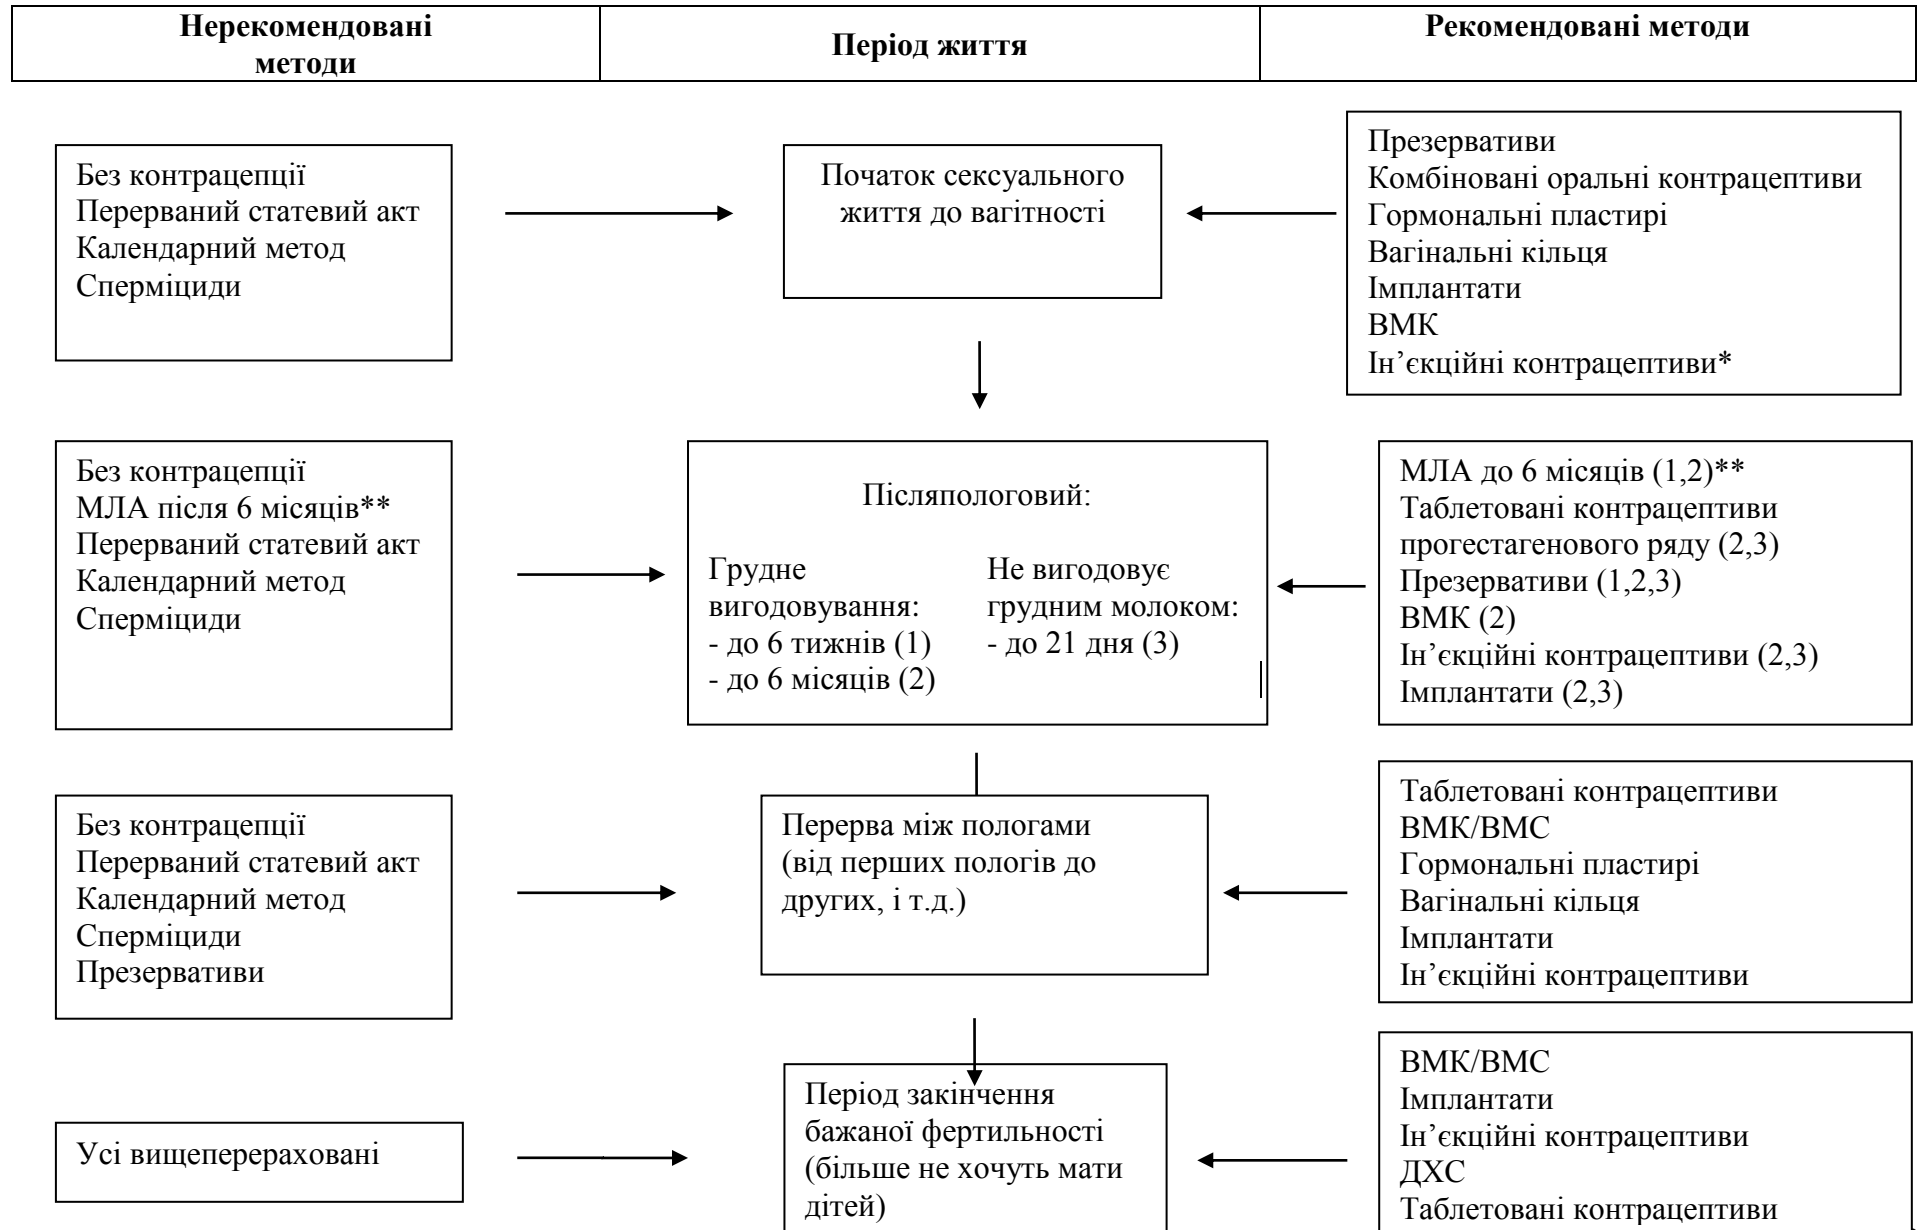 Нерекомендовані
методи
Період життя
Рекомендовані методи
Без контрацепції
Перерваний статевий акт
Календарний метод
Сперміциди
Початок сексуального
життя до вагітності
Презервативи
Комбіновані оральні контрацептиви
Гормональні пластирі
Вагінальні кільця
Імплантати
ВМК
Ін’єкційні контрацептиви*
Без контрацепції
МЛА після 6 місяців**
Перерваний статевий акт
Календарний метод
Сперміциди
Післяпологовий:
Грудне
вигодовування:
- до 6 тижнів (1)
- до 6 місяців (2)
Не вигодовує
грудним молоком:
- до 21 дня (3)
МЛА до 6 місяців (1,2)**
Таблетовані контрацептиви
прогестагенового ряду (2,3)
Презервативи (1,2,3)
ВМК (2)
Ін’єкційні контрацептиви (2,3)
Імплантати (2,3)
Без контрацепції
Перерваний статевий акт
Календарний метод
Сперміциди
Презервативи
Перерва між пологами
(від перших пологів до
других, і т.д.)
Таблетовані контрацептиви
ВМК/ВМС
Гормональні пластирі
Вагінальні кільця
Імплантати
Ін’єкційні контрацептиви
Усі вищеперераховані
Період закінчення
бажаної фертильності
(більше не хочуть мати
дітей)
ВМК/ВМС
Імплантати
Ін’єкційні контрацептиви
ДХС
Таблетовані контрацептиви